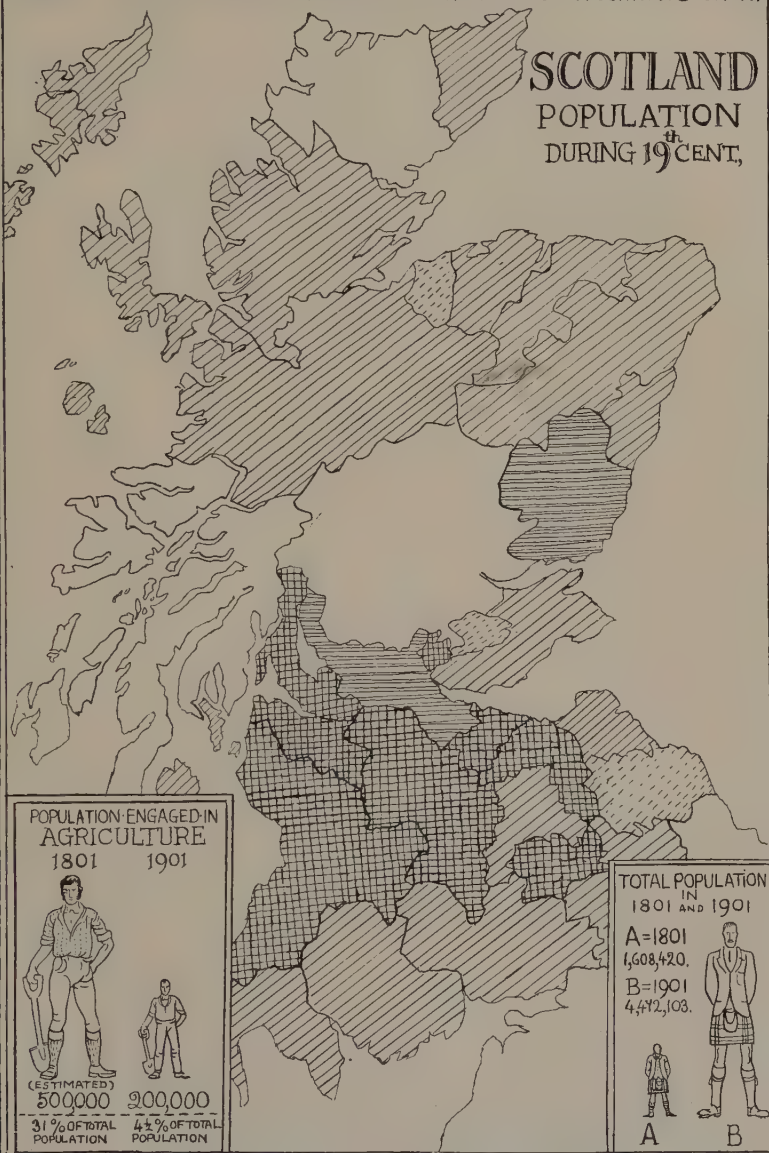 SCOTLAND
POPULATION
DURING 19th CENT,
POPULATION·ENGAGED·IN
AGRICULTURE
1801 1901
(ESTIMATED)
500,000 200,000
31% OF TOTAL POPULATION
4½% OF TOTAL POPULATION
TOTAL POPULATION
IN
1801 AND 1901
A=1801
1,608,420.
B=1901
4,472,103.
A B